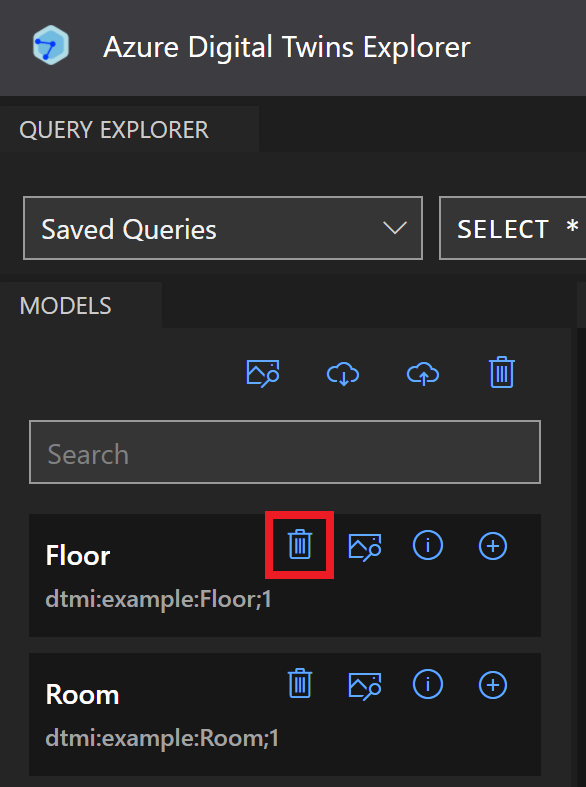 Azure Digital Twins Explorer
QUERY EXPLORER
Saved Queries
SELECT *
MODELS
Search
Floor
dtmi:example:Floor;1
Room
dtmi:example:Room;1